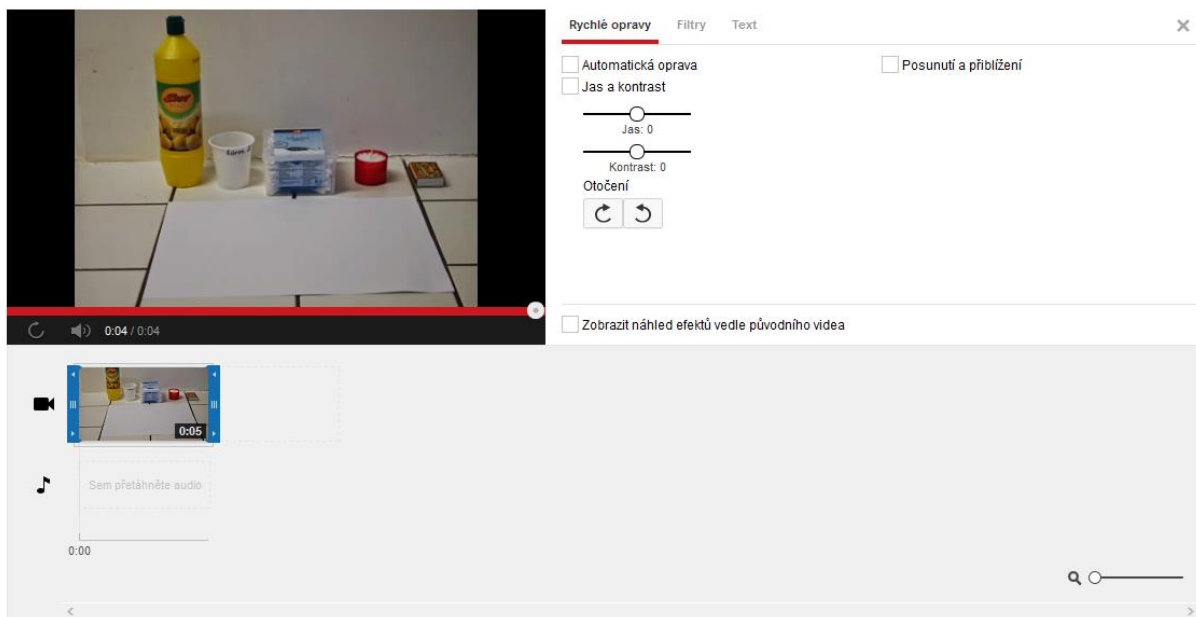 Rychlé opravy Filtry Text
Automatická oprava
Posunutí a přiblížení
Jas a kontrast
Jas: 0
Kontrast: 0
Otočení
0:04 / 0:04
Zobrazit náhled efektů vedle původního videa
0:05
Sem přetáhněte audio
0:00